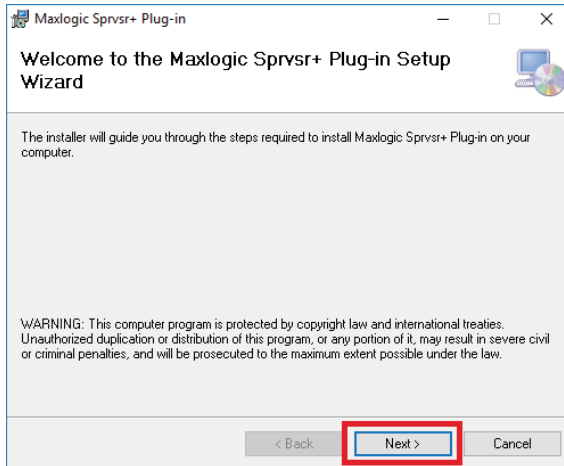 Maxlogic Sprvsr+ Plug-in
Welcome to the Maxlogic Sprvsr+ Plug-in Setup
Wizard
The installer will guide you through the steps required to install Maxlogic Sprvsr+ Plug-in on your
computer.
WARNING: This computer program is protected by copyright law and international treaties.
Unauthorized duplication or distribution of this program, or any portion of it, may result in severe civil
or criminal penalties, and will be prosecuted to the maximum extent possible under the law.
< Back Next > Cancel